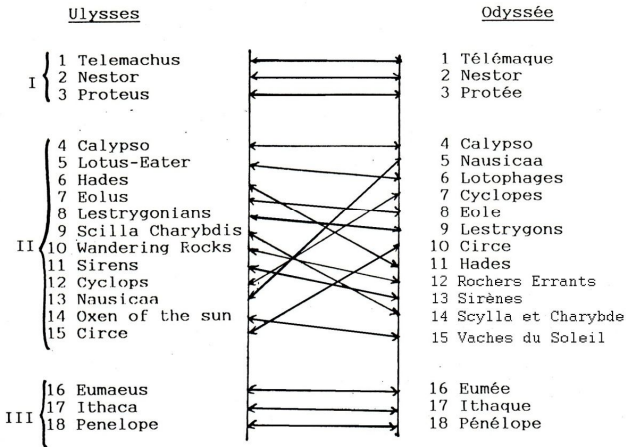 Ulysses Odyssée
1 Telemachus 1 Télémaque
I 2 Nestor 2 Nestor
3 Proteus 3 Protée
4 Calypso 4 Calypso
5 Lotus-Eater 5 Nausicaa
6 Hades 6 Lotophages
7 Eolus 7 Cyclopes
8 Lestrygonians 8 Eole
9 Scilla Charybdis 9 Lestrygons
II 10 Wandering Rocks 10 Circe
11 Sirens 11 Hades
12 Cyclops 12 Rochers Errants
13 Nausicaa 13 Sirènes
14 Oxen of the sun 14 Scylla et Charybde
15 Circe 15 Vaches du Soleil
16 Eumaeus 16 Eumée
III 17 Ithaca 17 Ithaque
18 Penelope 18 Pénélope